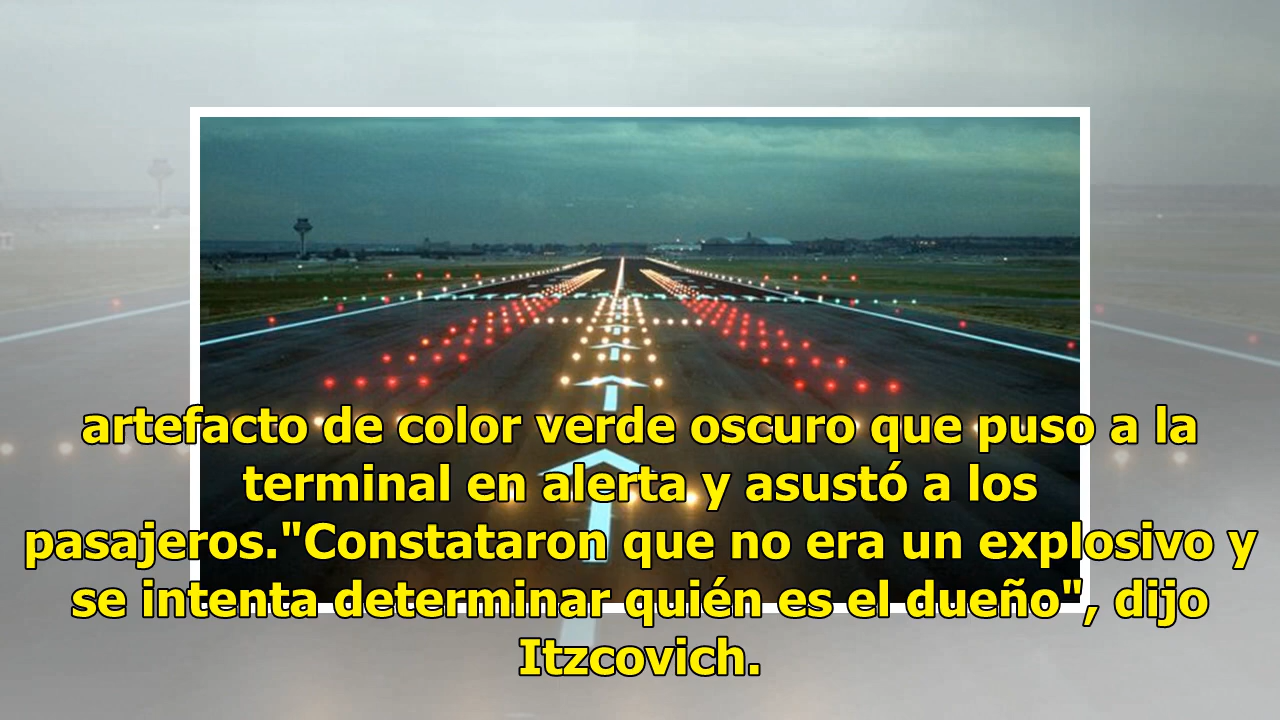 artefacto de color verde oscuro que puso a la
terminal en alerta y asustó a los
pasajeros."Constataron que no era un explosivo y
se intenta determinar quién es el dueño", dijo
Itzcovich.